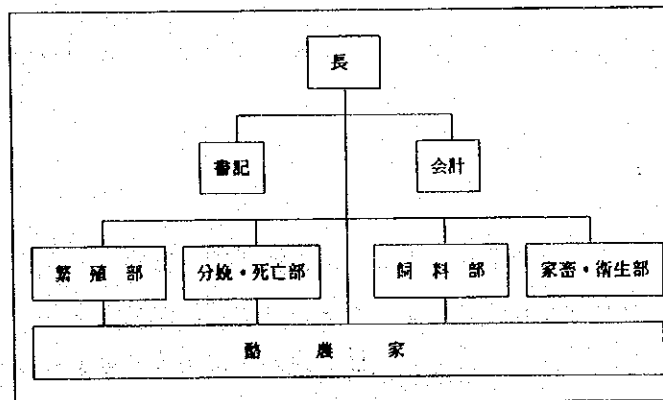 長
書記 会計
繁殖部 分娩・死亡部 飼料部 家畜・衛生部
酪農家